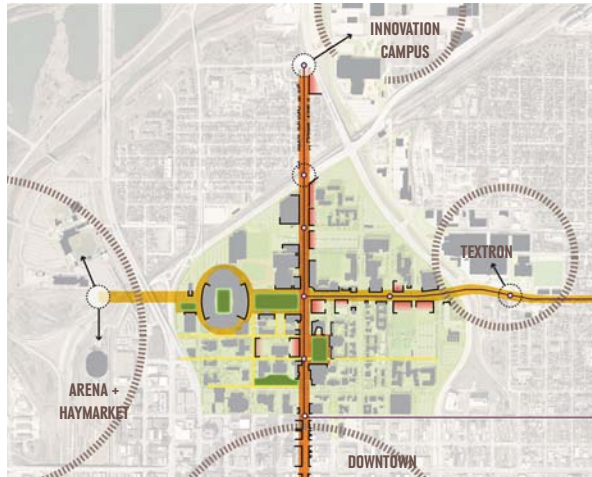 INNOVATION
CAMPUS
TEXTRON
ARENA +
HAYMARKET
DOWNTOWN